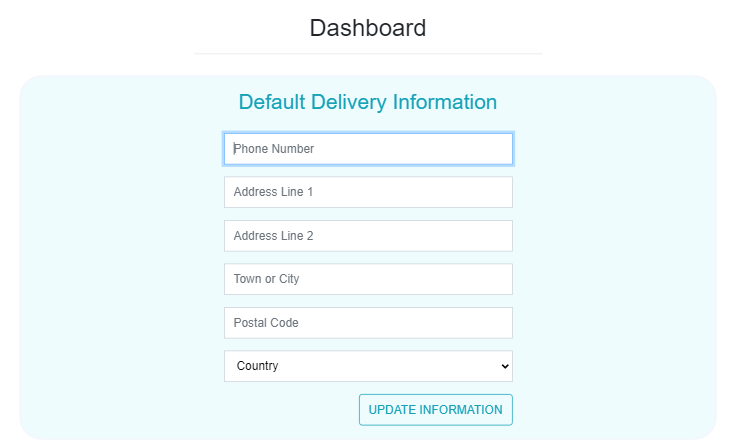 Dashboard
Default Delivery Information
Phone Number
Address Line 1
Address Line 2
Town or City
Postal Code
Country
UPDATE INFORMATION